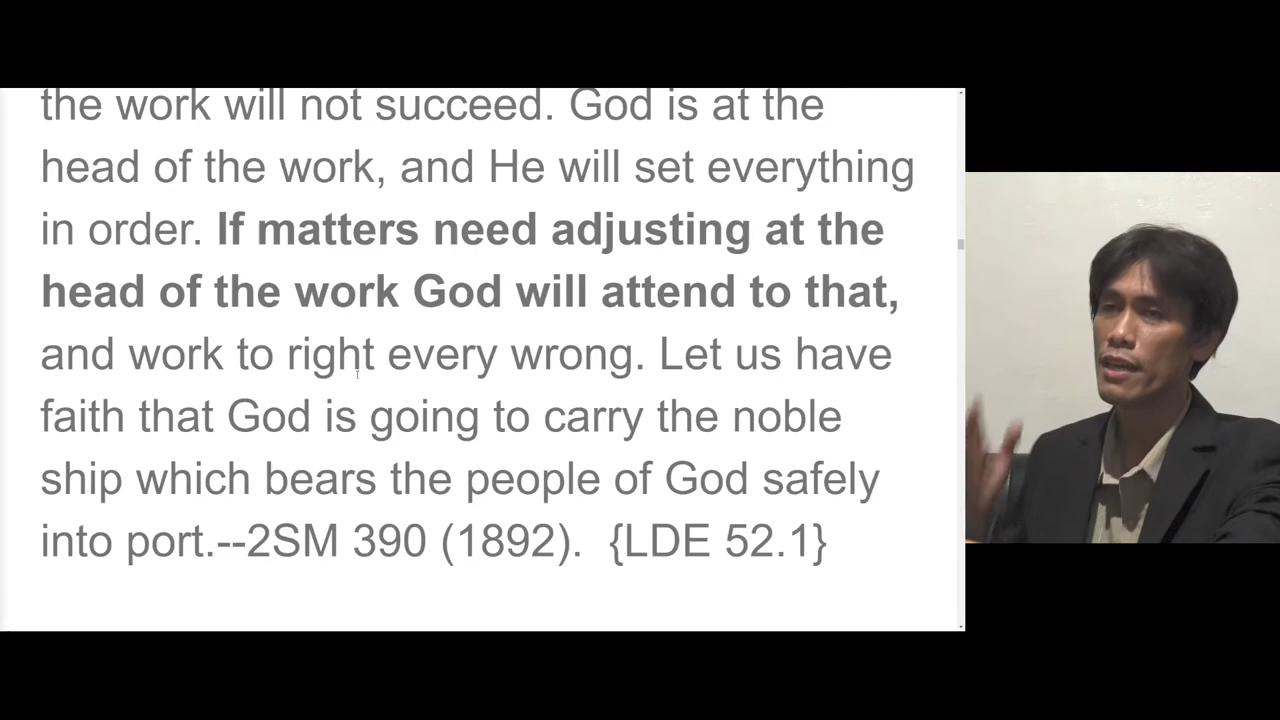 the work will not succeed. God is at the
head of the work, and He will set everything
in order. If matters need adjusting at the
head of the work God will attend to that,
and work to right every wrong. Let us have
faith that God is going to carry the noble
ship which bears the people of God safely
into port.--2SM 390 (1892).  {LDE 52.1}